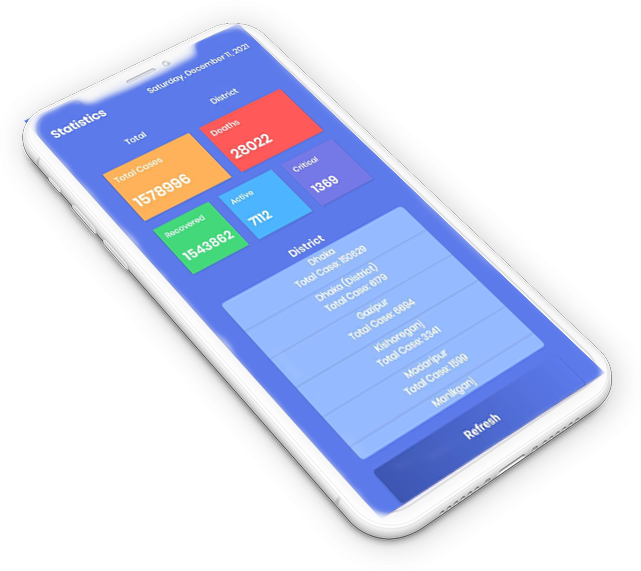 Saturday, December 11, 2021
Statistics
Total
District
Total Cases
1578996
Deaths
28022
Recovered
1543862
Active
7112
Critical
1369
District
Dhaka
Total Case: 150629
Dhaka (District)
Total Case: 6179
Gazipur
Total Case: 6694
Kishoreganj
Total Case: 3341
Madaripur
Total Case: 1599
Manikganj
Refresh